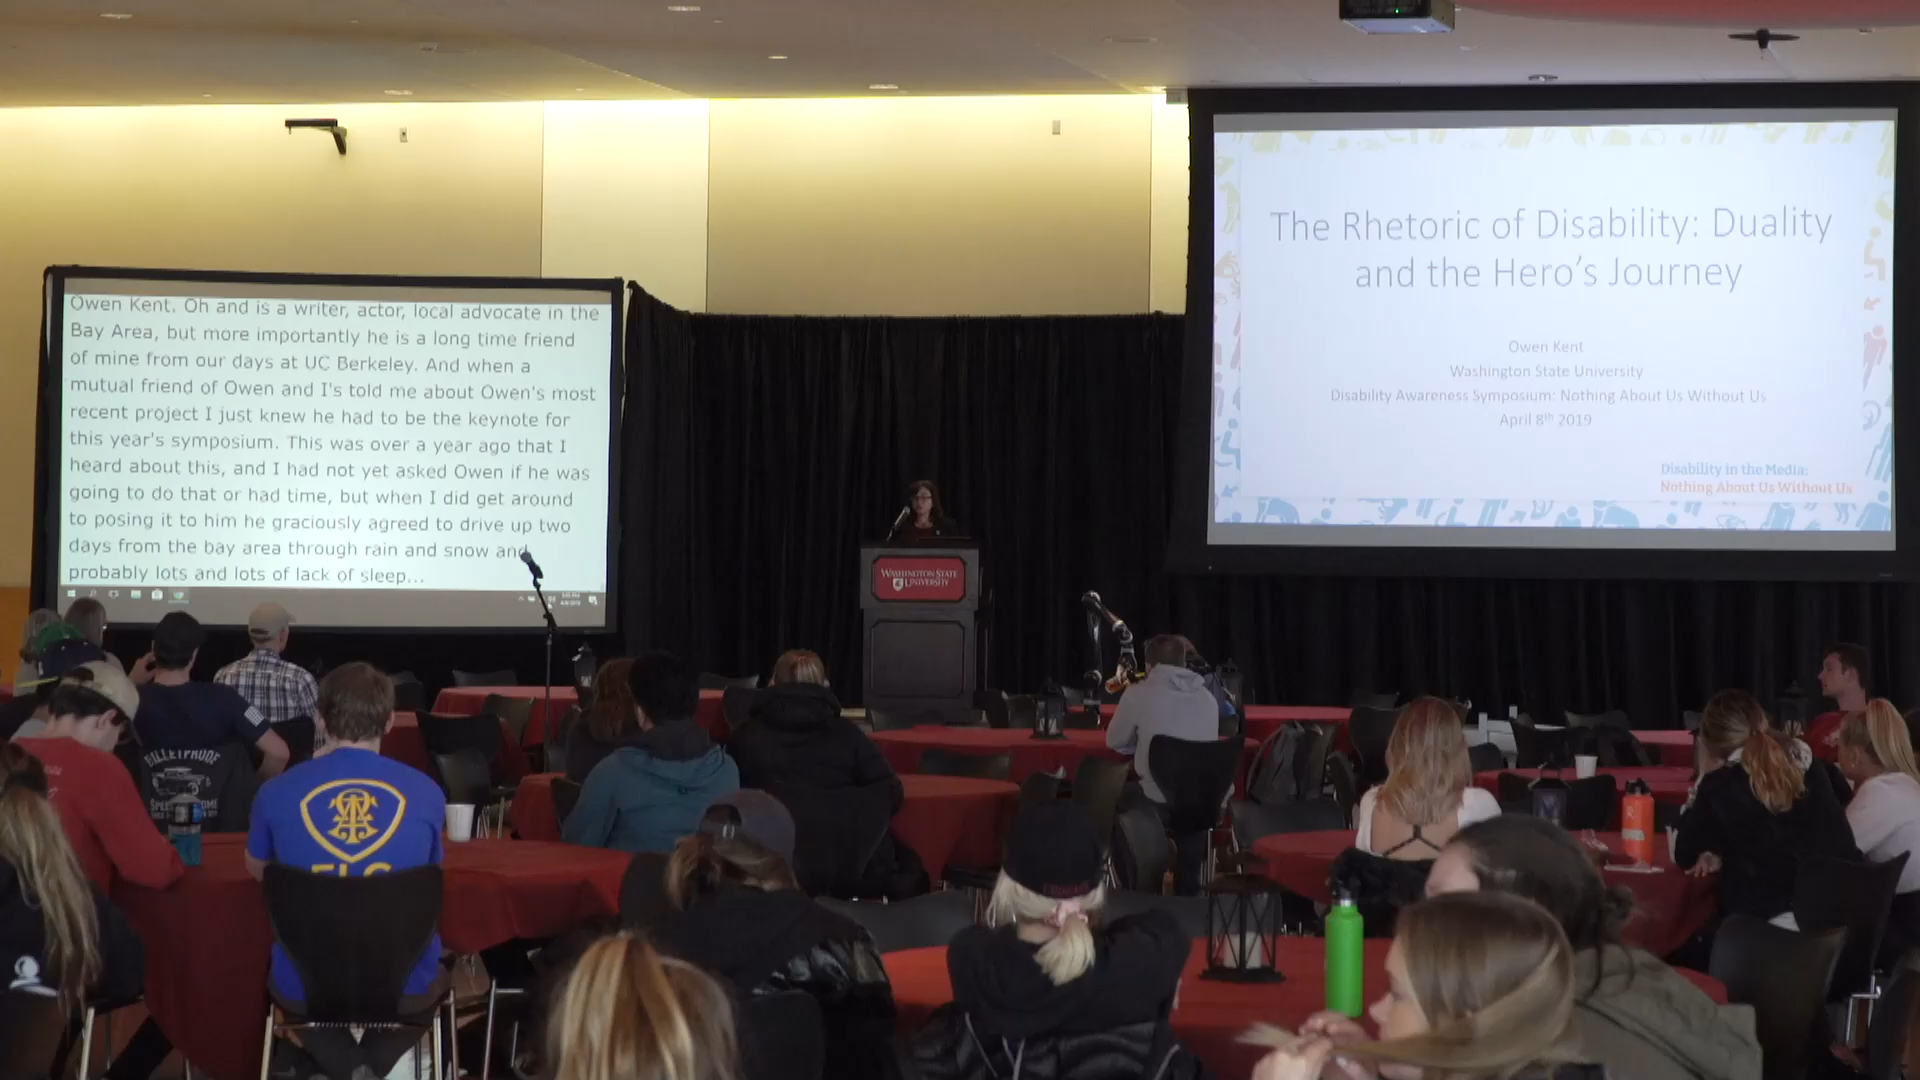 Owen Kent. Oh and is a writer, actor, local advocate in the
Bay Area, but more importantly he is a long time friend
of mine from our days at UC Berkeley. And when a
mutual friend of Owen and I's told me about Owen's most
recent project I just knew he had to be the keynote for
this year's symposium. This was over a year ago that I
heard about this, and I had not yet asked Owen if he was
going to do that or had time, but when I did get around
to posing it to him he graciously agreed to drive up two
days from the bay area through rain and snow and
probably lots and lots of lack of sleep...
The Rhetoric of Disability: Duality
and the Hero's Journey
Owen Kent
Washington State University
Disability Awareness Symposium: Nothing About Us Without Us
April 8th 2019
Disability in the Media:
Nothing About Us Without Us
WASHINGTON STATE
UNIVERSITY
BULLETPROOF